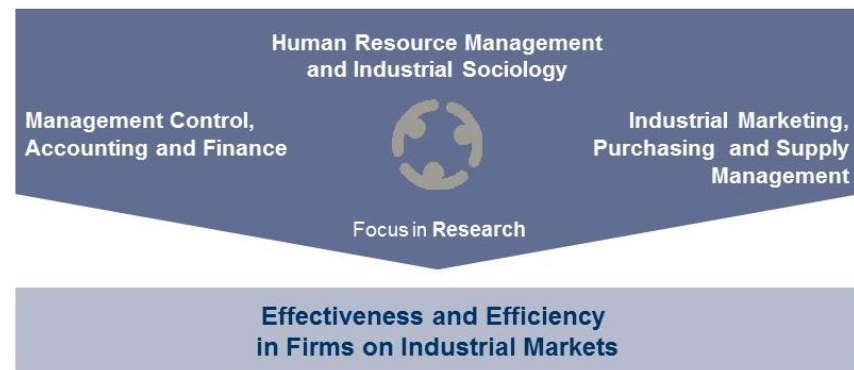 Human Resource Management
and Industrial Sociology
Management Control,
Accounting and Finance
Industrial Marketing,
Purchasing and Supply
Management
Focus in Research
Effectiveness and Efficiency
in Firms on Industrial Markets